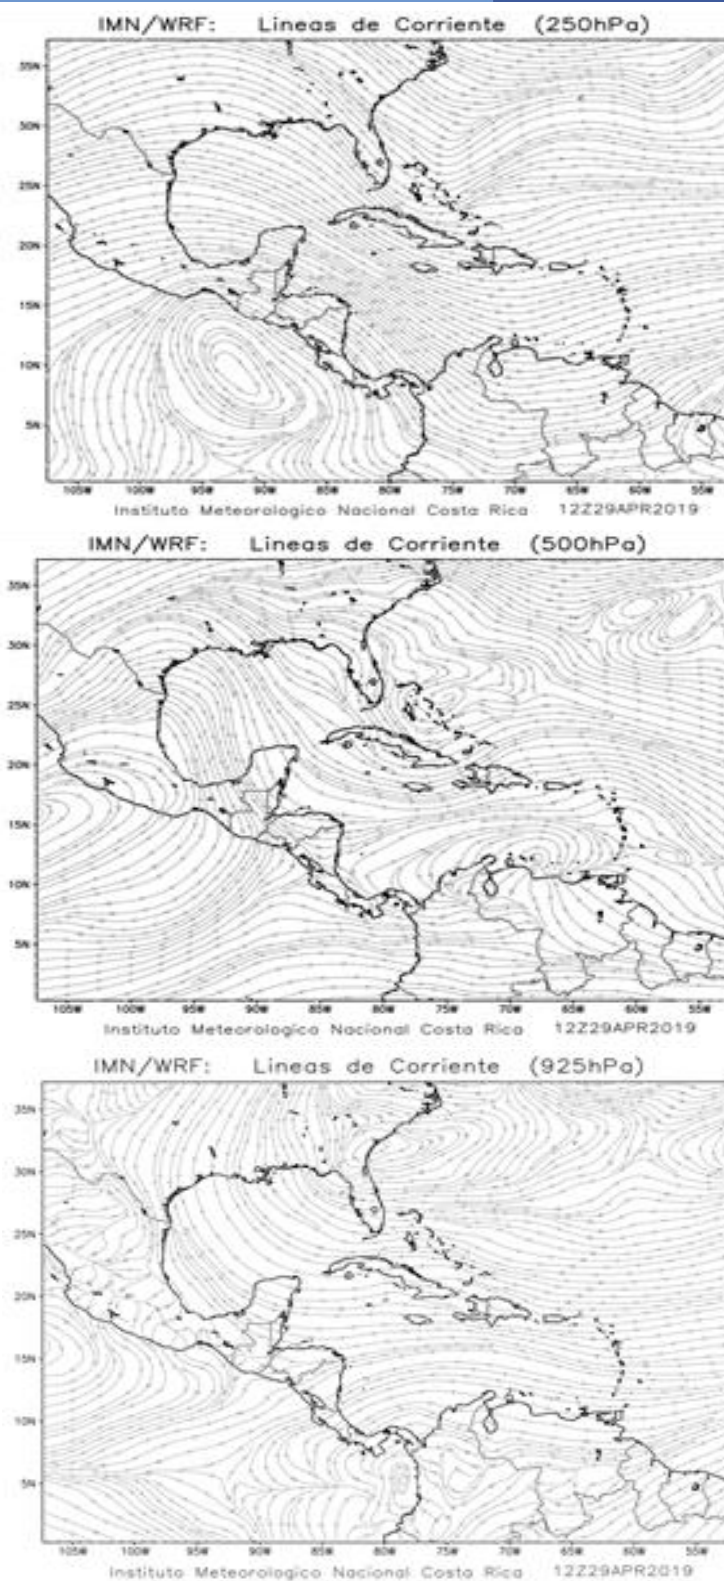 IMN/WRF: Lineas de Corriente (250hPa)
35N
30N
25N
20N
15N
10N
5N
105W 100W 95W 90W 85W 80W 75W 70W 65W 60W 55W
Instituto Meteorologico Nacional Costa Rica 12Z29APR2019
IMN/WRF: Lineas de Corriente (500hPa)
35N
30N
25N
20N
15N
10N
5N
105W 100W 95W 90W 85W 80W 75W 70W 65W 60W 55W
Instituto Meteorologico Nacional Costa Rica 12Z29APR2019
IMN/WRF: Lineas de Corriente (925hPa)
35N
30N
25N
20N
15N
10N
5N
105W 100W 95W 90W 85W 80W 75W 70W 65W 60W 55W
Instituto Meteorologico Nacional Costa Rica 12Z29APR2019